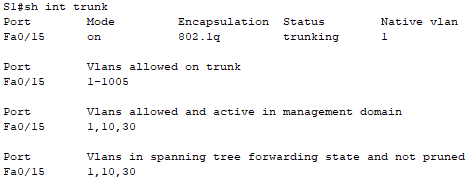 S1#sh int trunk
Port        Mode         Encapsulation  Status        Native vlan
Fa0/15      on           802.1q         trunking      1
Port        Vlans allowed on trunk
Fa0/15      1-1005
Port        Vlans allowed and active in management domain
Fa0/15      1,10,30
Port        Vlans in spanning tree forwarding state and not pruned
Fa0/15      1,10,30